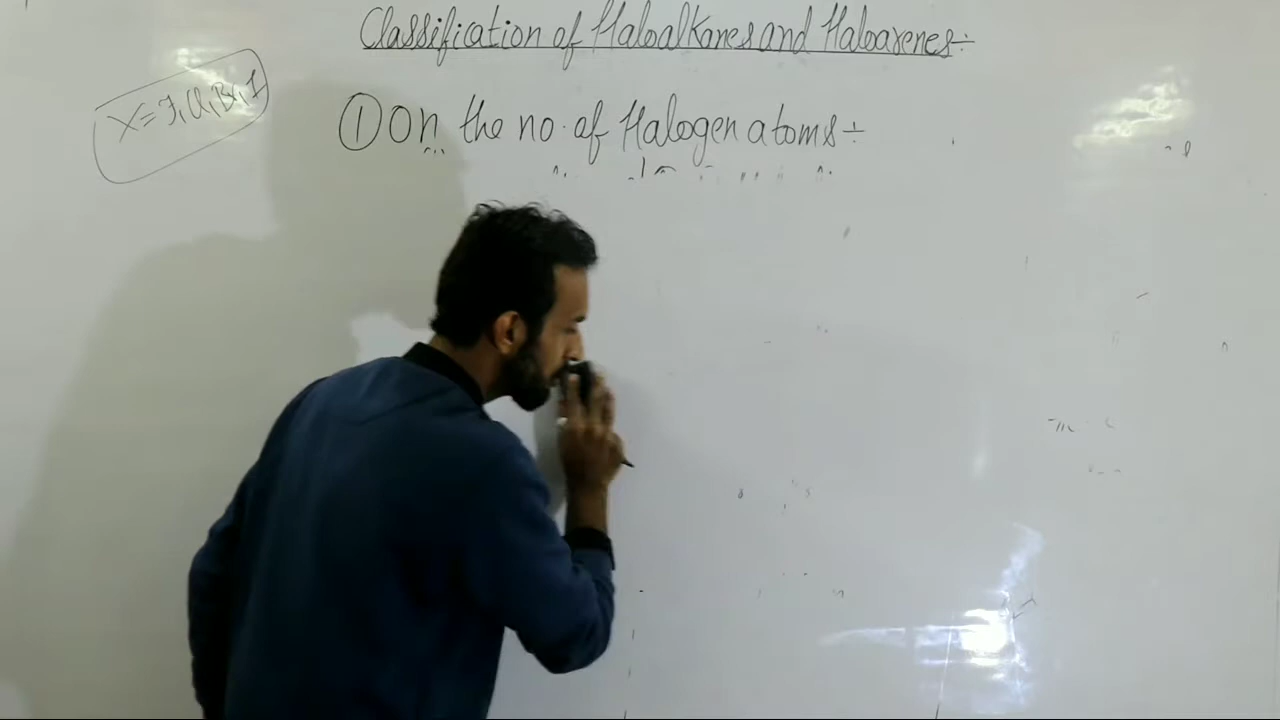 Classification of Haloalkanes and Haloarenes÷
X=F,Cl,Br,I
① On the no. of Halogen atoms÷